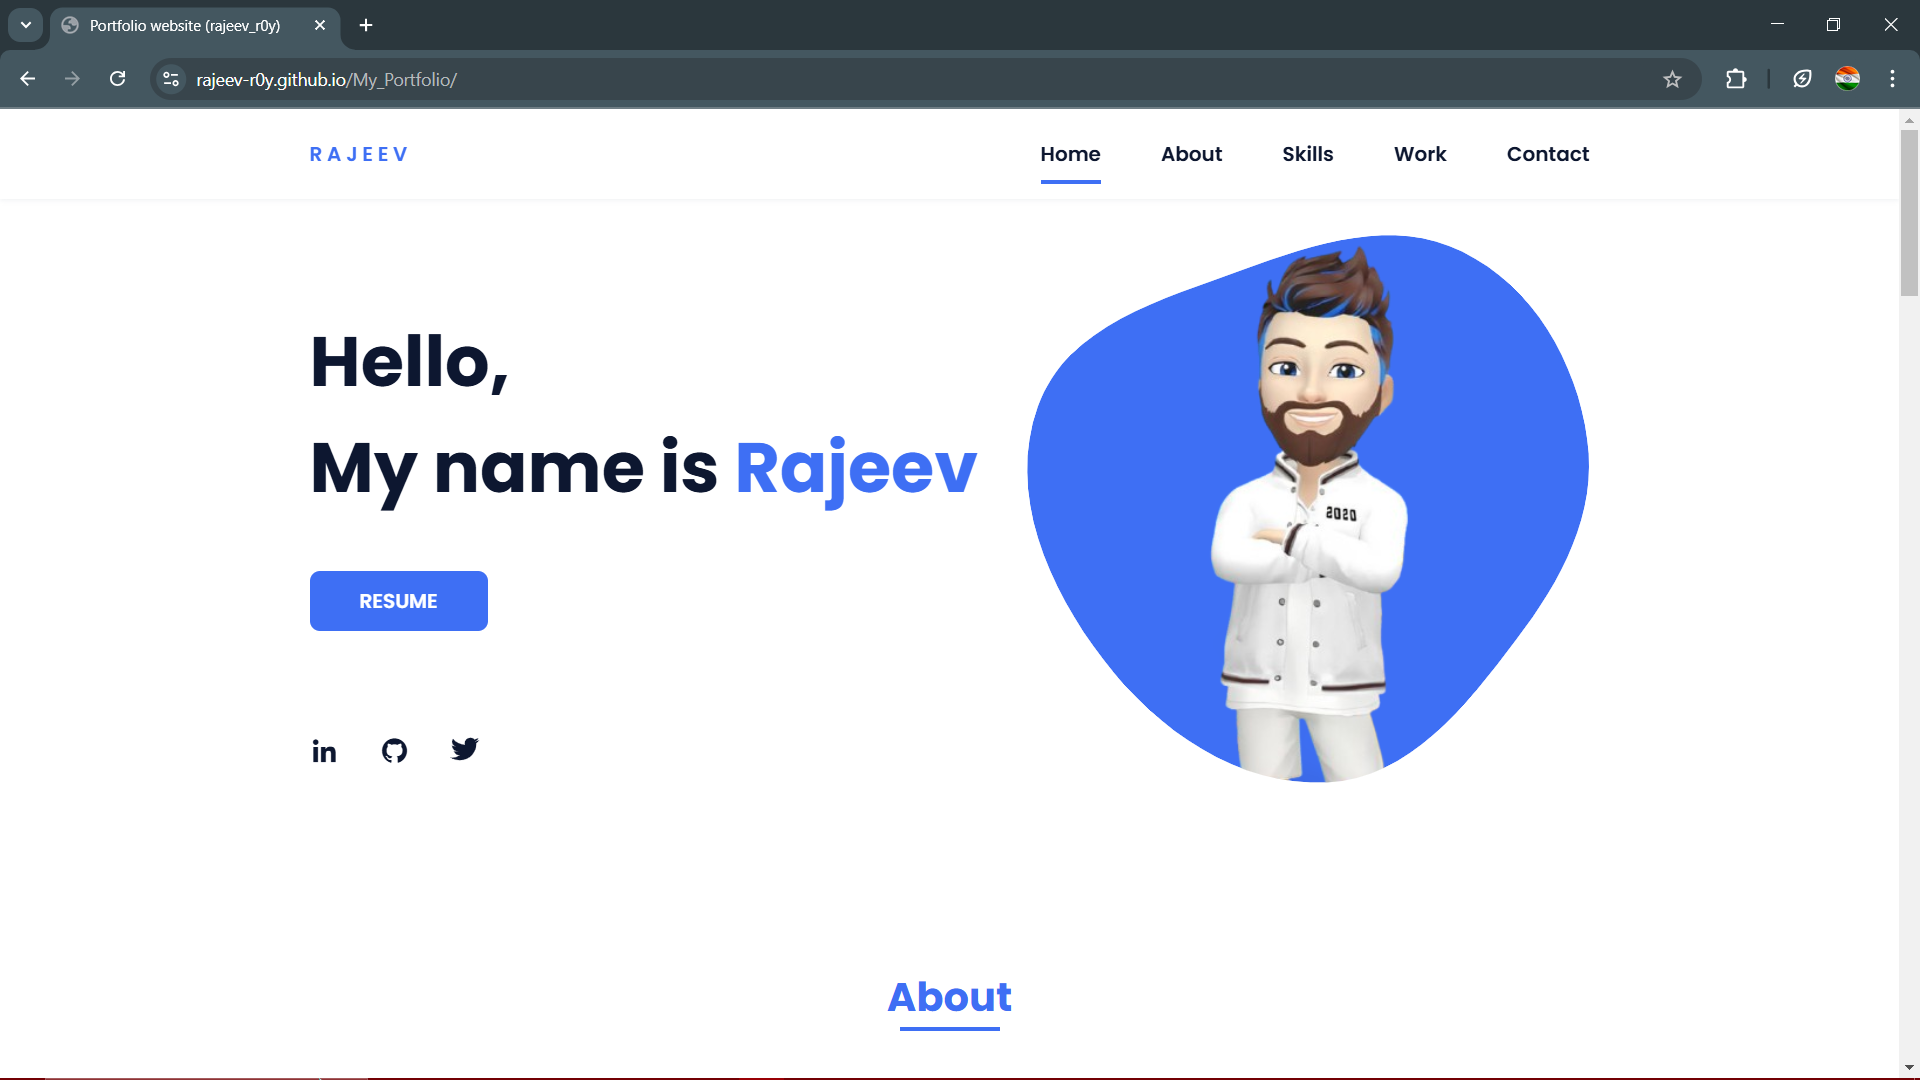 Portfolio website (rajeev_r0y)
rajeev-r0y.github.io/My_Portfolio/
RAJEEV
Home About Skills Work Contact
Hello,
My name is Rajeev
2020
RESUME
in
About